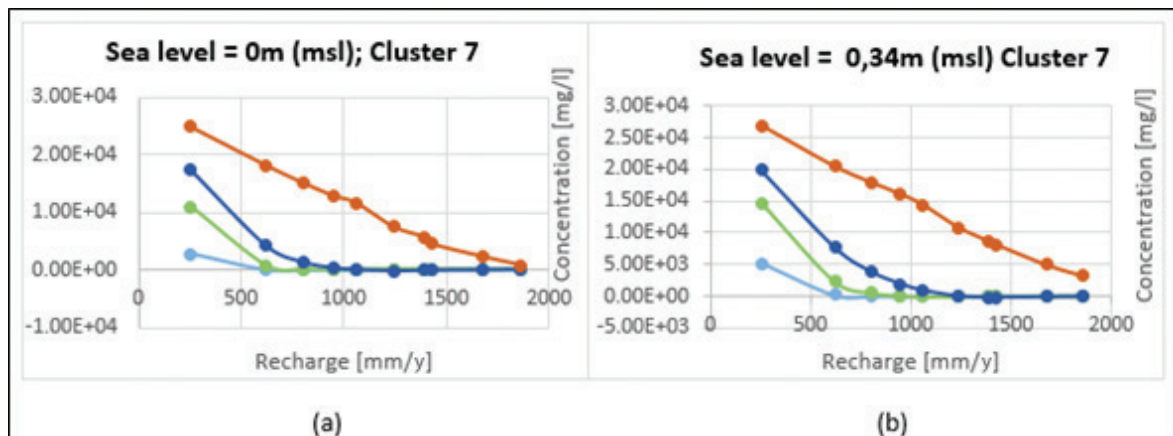 Sea level = 0m (msl); Cluster 7
3.00E+04
2.00E+04
1.00E+04
0.00E+00
-1.00E+04
0
500
1000
1500
2000
Recharge [mm/y]
Concentration [mg/l]
(a)
Sea level = 0,34m (msl) Cluster 7
3.00E+04
2.50E+04
2.00E+04
1.50E+04
1.00E+04
5.00E+03
0.00E+00
-5.00E+03
0
500
1000
1500
2000
Recharge [mm/y]
Concentration [mg/l]
(b)